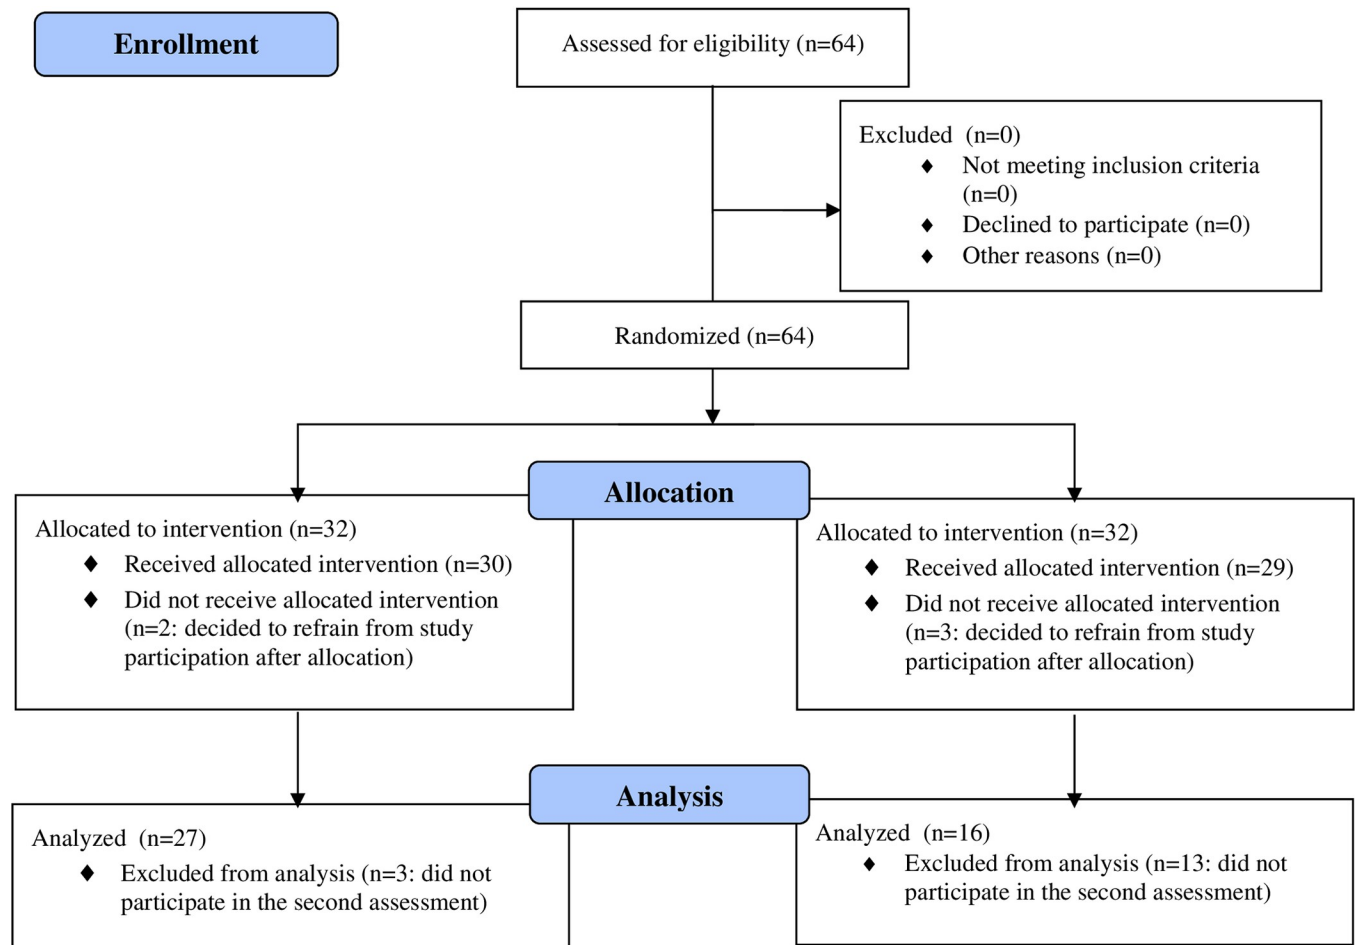 Enrollment
Assessed for eligibility (n=64)
Excluded  (n=0)
♦ Not meeting inclusion criteria
(n=0)
♦ Declined to participate (n=0)
♦ Other reasons (n=0)
Randomized (n=64)
Allocation
Allocated to intervention (n=32)
♦ Received allocated intervention (n=30)
♦ Did not receive allocated intervention
(n=2: decided to refrain from study
participation after allocation)
Allocated to intervention (n=32)
♦ Received allocated intervention (n=29)
♦ Did not receive allocated intervention
(n=3: decided to refrain from study
participation after allocation)
Analysis
Analyzed  (n=27)
♦ Excluded from analysis (n=3: did not
participate in the second assessment)
Analyzed  (n=16)
♦ Excluded from analysis (n=13: did not
participate in the second assessment)